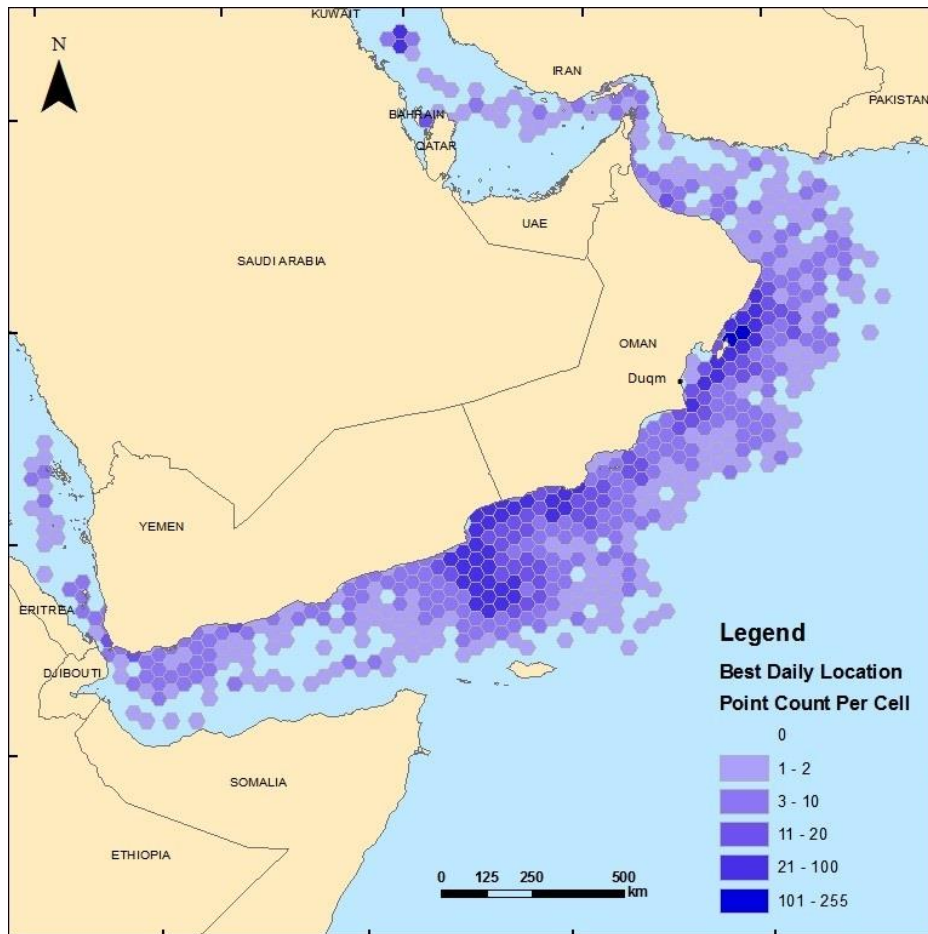 KUWAIT
N
IRAN
PAKISTAN
BAHRAIN
QATAR
UAE
SAUDI ARABIA
OMAN
Duqm
YEMEN
ERITREA
DJIBOUTI
SOMALIA
ETHIOPIA
Legend
Best Daily Location
Point Count Per Cell
0
1 - 2
3 - 10
11 - 20
21 - 100
101 - 255
0 125 250 500
km